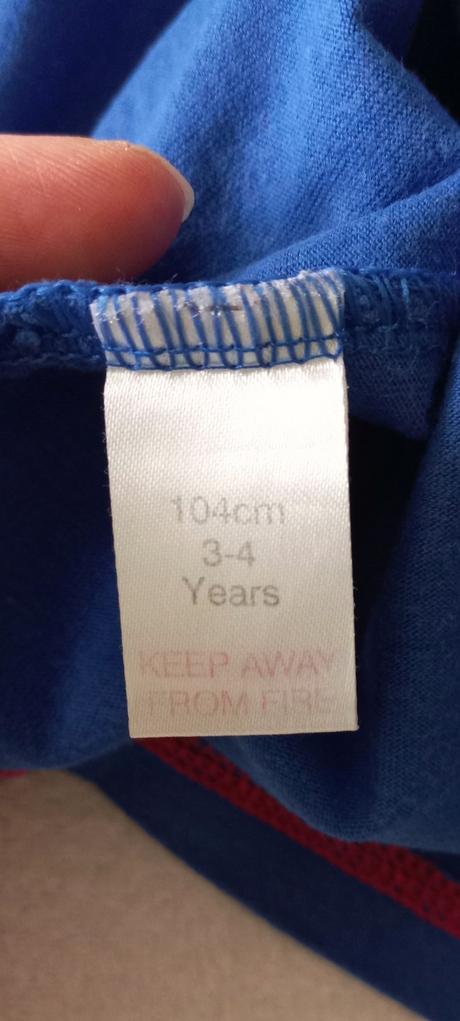 104cm
3-4
Years
KEEP AWAY
FROM FIRE